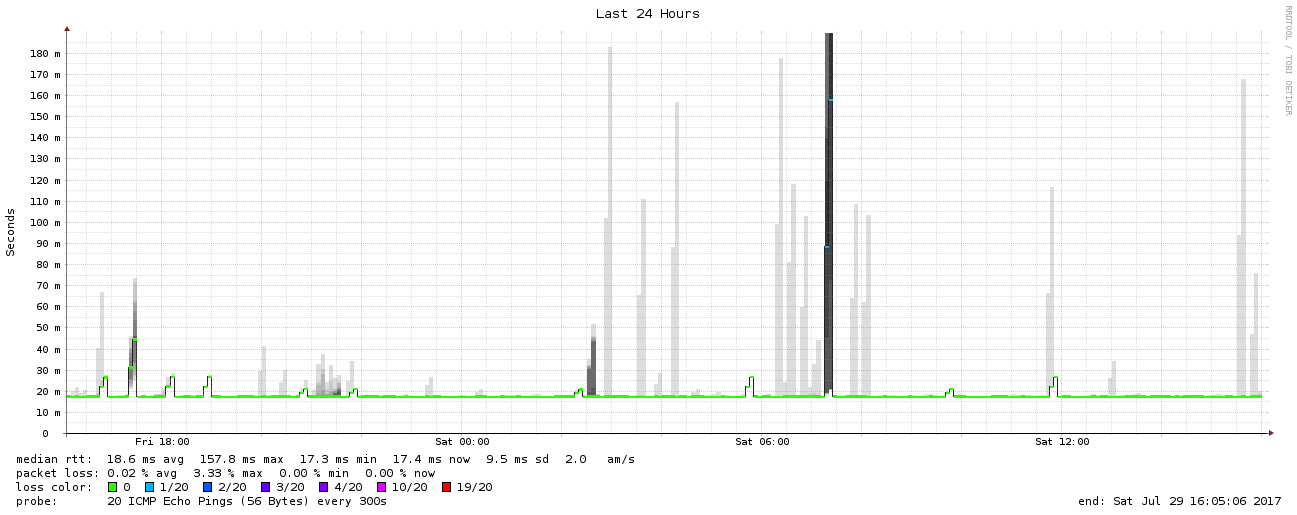 Last 24 Hours
RRDTOOL / TOBI OETIKER
Seconds
180 m
170 m
160 m
150 m
140 m
130 m
120 m
110 m
100 m
90 m
80 m
70 m
60 m
50 m
40 m
30 m
20 m
10 m
0
Fri 18:00 Sat 00:00 Sat 06:00 Sat 12:00
median rtt: 18.6 ms avg 157.8 ms max 17.3 ms min 17.4 ms now 9.5 ms sd 2.0 am/s
packet loss: 0.02 % avg 3.33 % max 0.00 % min 0.00 % now
loss color: 0 1/20 2/20 3/20 4/20 10/20 19/20
probe: 20 ICMP Echo Pings (56 Bytes) every 300s end: Sat Jul 29 16:05:06 2017